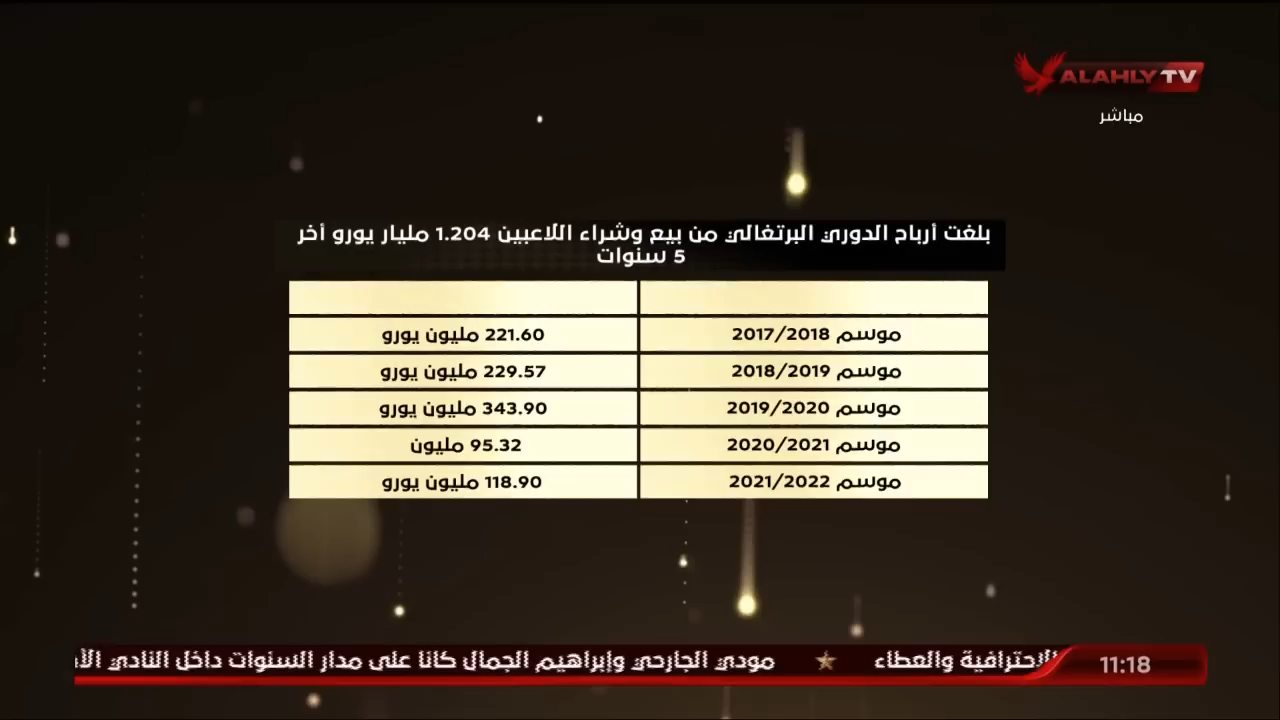 ALAHLY TV
مباشر
بلغت أرباح الدوري البرتغالي من بيع وشراء اللاعبين 1.204 مليار يورو أخر
5 سنوات
موسم 2017/2018 221.60 مليون يورو
موسم 2018/2019 229.57 مليون يورو
موسم 2019/2020 343.90 مليون يورو
موسم 2020/2021 95.32 مليون
موسم 2021/2022 118.90 مليون يورو
11:18 الاحترافية والعطاء مودي الجارحي وإبراهيم الجمال كانا على مدار السنوات داخل النادي